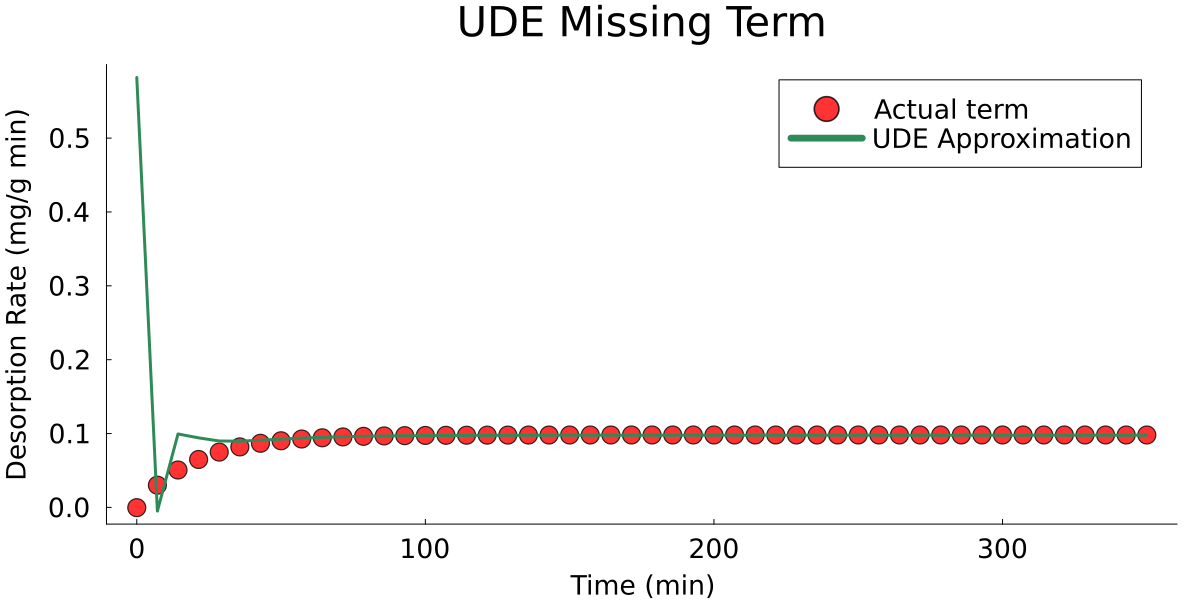 UDE Missing Term
Actual term
UDE Approximation
Desorption Rate (mg/g min)
0.5
0.4
0.3
0.2
0.1
0.0
0
100
200
300
Time (min)